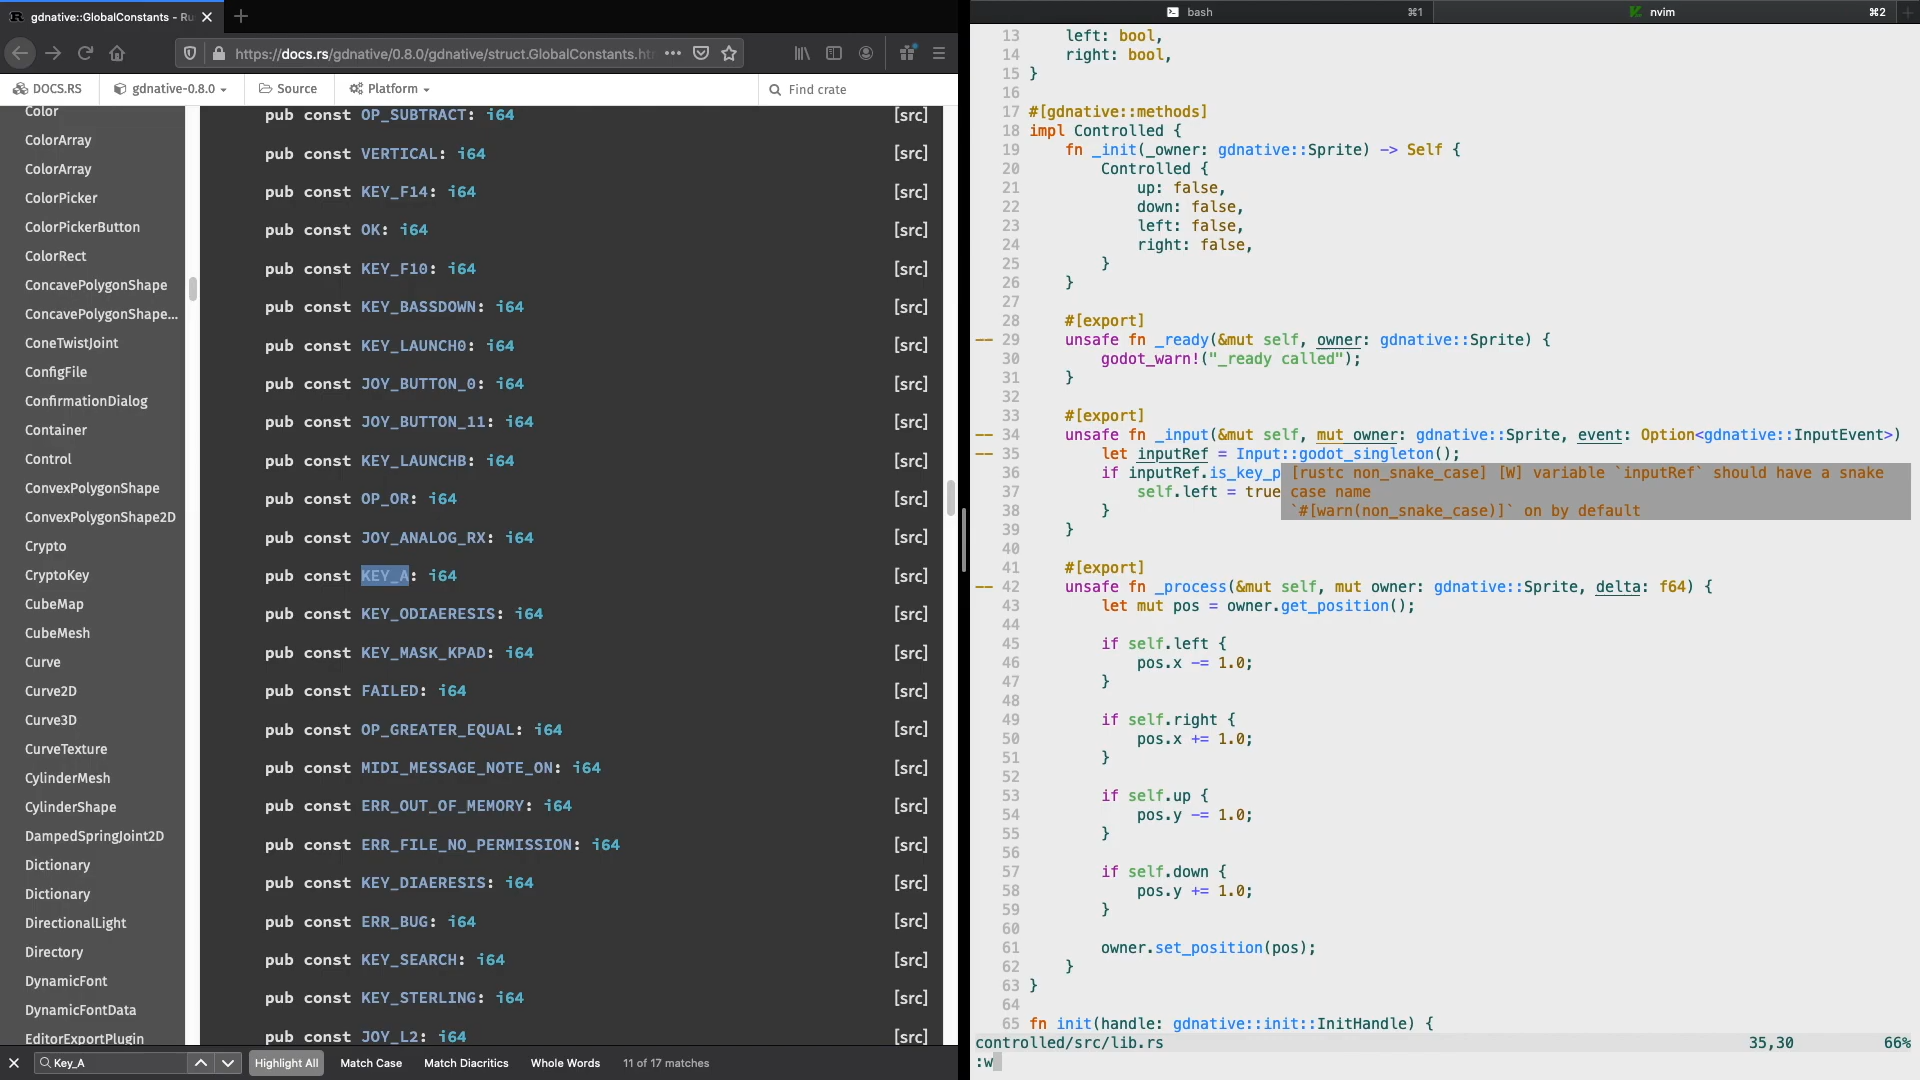 gdnative::GlobalConstants - Ru
https://docs.rs/gdnative/0.8.0/gdnative/struct.GlobalConstants.ht
DOCS.RS
gdnative-0.8.0
Source
Platform
Find crate
Color
ColorArray
ColorArray
ColorPicker
ColorPickerButton
ColorRect
ConcavePolygonShape
ConcavePolygonShape...
ConeTwistJoint
ConfigFile
ConfirmationDialog
Container
Control
ConvexPolygonShape
ConvexPolygonShape2D
Crypto
CryptoKey
CubeMap
CubeMesh
Curve
Curve2D
Curve3D
CurveTexture
CylinderMesh
CylinderShape
DampedSpringJoint2D
Dictionary
Dictionary
DirectionalLight
Directory
DynamicFont
DynamicFontData
EditorExportPlugin
pub const OP_SUBTRACT: i64 [src]
pub const VERTICAL: i64 [src]
pub const KEY_F14: i64 [src]
pub const OK: i64 [src]
pub const KEY_F10: i64 [src]
pub const KEY_BASSDOWN: i64 [src]
pub const KEY_LAUNCH0: i64 [src]
pub const JOY_BUTTON_0: i64 [src]
pub const JOY_BUTTON_11: i64 [src]
pub const KEY_LAUNCHB: i64 [src]
pub const OP_OR: i64 [src]
pub const JOY_ANALOG_RX: i64 [src]
pub const KEY_A: i64 [src]
pub const KEY_ODIAERESIS: i64 [src]
pub const KEY_MASK_KPAD: i64 [src]
pub const FAILED: i64 [src]
pub const OP_GREATER_EQUAL: i64 [src]
pub const MIDI_MESSAGE_NOTE_ON: i64 [src]
pub const ERR_OUT_OF_MEMORY: i64 [src]
pub const ERR_FILE_NO_PERMISSION: i64 [src]
pub const KEY_DIAERESIS: i64 [src]
pub const ERR_BUG: i64 [src]
pub const KEY_SEARCH: i64 [src]
pub const KEY_STERLING: i64 [src]
pub const JOY_L2: i64 [src]
Key_A
Highlight All
Match Case
Match Diacritics
Whole Words
11 of 17 matches
bash ⌘1
nvim ⌘2
13 left: bool,
14 right: bool,
15 }
16
17 #[gdnative::methods]
18 impl Controlled {
19 fn _init(_owner: gdnative::Sprite) -> Self {
20 Controlled {
21 up: false,
22 down: false,
23 left: false,
24 right: false,
25 }
26 }
27
28 #[export]
-- 29 unsafe fn _ready(&mut self, owner: gdnative::Sprite) {
30 godot_warn!("_ready called");
31 }
32
33 #[export]
-- 34 unsafe fn _input(&mut self, mut owner: gdnative::Sprite, event: Option<gdnative::InputEvent>)
-- 35 let inputRef = Input::godot_singleton();
36 if inputRef.is_key_p [rustc non_snake_case] [W] variable `inputRef` should have a snake
37 self.left = true case name
38 } `#[warn(non_snake_case)]` on by default
39 }
40
41 #[export]
-- 42 unsafe fn _process(&mut self, mut owner: gdnative::Sprite, delta: f64) {
43 let mut pos = owner.get_position();
44
45 if self.left {
46 pos.x -= 1.0;
47 }
48
49 if self.right {
50 pos.x += 1.0;
51 }
52
53 if self.up {
54 pos.y -= 1.0;
55 }
56
57 if self.down {
58 pos.y += 1.0;
59 }
60
61 owner.set_position(pos);
62 }
63 }
64
65 fn init(handle: gdnative::init::InitHandle) {
controlled/src/lib.rs 35,30 66%
:w